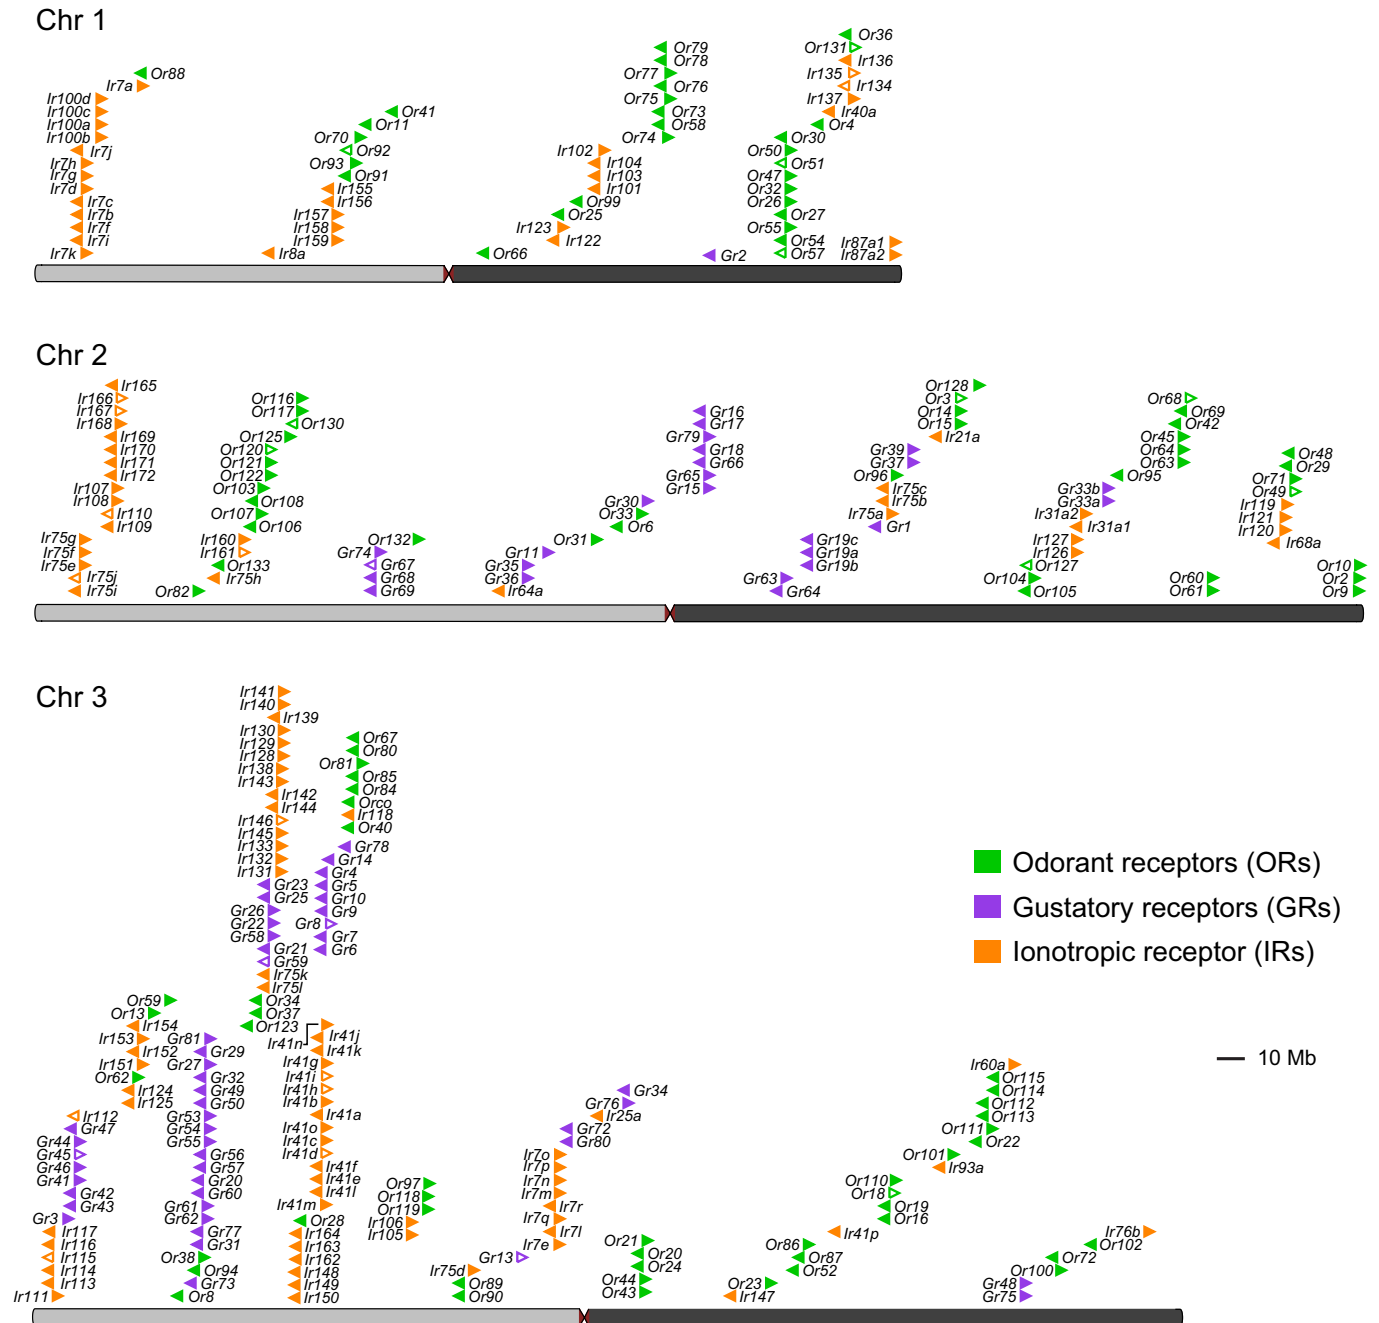 Chr 1
Or36
Or79
Or131
Or78
Ir136
Or88
Or77
Ir135
Ir7a
Or76
Ir134
Ir100d
Or75
Ir137
Ir100c
Or41
Or73
Ir40a
Ir100a
Or11
Or58
Or4
Ir100b
Or70
Or74
Or30
Ir7j
Or92
Ir102
Or50
Ir7h
Or93
Ir104
Or51
Ir7g
Or91
Ir103
Or47
Ir7d
Ir155
Ir101
Or32
Ir7c
Ir156
Or99
Or26
Ir7b
Ir157
Or25
Or27
Ir7f
Ir158
Ir123
Or55
Ir7i
Ir159
Ir122
Or54
Ir87a1
Ir7k
Ir8a
Or66
Gr2
Or57
Ir87a2
Chr 2
Ir165
Or128
Ir166
Or116
Or3
Or68
Ir167
Or117
Gr16
Or14
Or69
Ir168
Or130
Gr17
Or15
Or42
Ir169
Or125
Gr79
Ir21a
Or45
Ir170
Or120
Gr18
Gr39
Or64
Or48
Ir171
Or121
Gr66
Gr37
Or63
Or29
Ir172
Or122
Gr65
Or96
Or95
Or71
Ir107
Or103
Gr15
Ir75c
Gr33b
Or49
Ir108
Or108
Gr30
Ir75b
Gr33a
Ir119
Ir110
Or107
Or33
Ir75a
Ir31a2
Ir121
Ir109
Or106
Or6
Gr1
Ir31a1
Ir120
Ir75g
Ir160
Or132
Or31
Gr19c
Ir127
Ir68a
Ir75f
Ir161
Gr74
Gr11
Gr19a
Ir126
Ir75e
Or133
Gr67
Gr35
Gr19b
Or127
Or10
Ir75j
Ir75h
Gr68
Gr36
Gr63
Or104
Or60
Or2
Ir75i
Or82
Gr69
Ir64a
Gr64
Or105
Or61
Or9
Chr 3
Ir141
Ir140
Ir139
Ir130
Or67
Ir129
Or80
Ir128
Or81
Ir138
Or85
Ir143
Or84
Ir142
Orco
Ir144
Ir118
Ir146
Or40
Ir145
Gr78
Ir133
Gr14
Ir132
Gr4
Ir131
Gr5
Gr23
Gr10
Gr25
Gr9
Gr26
Gr8
Gr22
Gr7
Gr58
Gr6
Gr21
Gr59
Ir75k
Ir75l
Odorant receptors (ORs)
Gustatory receptors (GRs)
Ionotropic receptor (IRs)
10 Mb
Or59
Or34
Or13
Or37
Ir154
Or123
Ir153
Gr81
Ir41n
Ir41j
Ir152
Gr29
Ir41k
Ir151
Gr27
Ir41g
Ir60a
Or62
Gr32
Ir41i
Or115
Ir124
Gr49
Ir41h
Gr34
Or114
Ir125
Gr50
Ir41b
Gr76
Or112
Ir112
Gr53
Ir41a
Ir25a
Or113
Gr47
Gr54
Ir41o
Gr72
Or111
Gr44
Gr55
Ir41c
Gr80
Or22
Gr45
Gr56
Ir41d
Ir7o
Or101
Gr46
Gr57
Ir41f
Ir7p
Ir93a
Gr41
Gr20
Ir41e
Or97
Ir7n
Or110
Gr42
Gr60
Ir41l
Or118
Ir7m
Or18
Gr43
Gr61
Ir41m
Or119
Ir7r
Or19
Gr3
Gr62
Or28
Ir106
Ir7q
Or16
Ir117
Gr77
Ir164
Ir105
Ir7l
Ir41p
Ir76b
Ir116
Gr31
Ir163
Ir7e
Or21
Or86
Or102
Ir115
Or38
Ir162
Gr13
Or20
Or87
Or72
Ir114
Or94
Ir148
Ir75d
Or24
Or52
Or100
Ir113
Gr73
Ir149
Or89
Or44
Or23
Gr48
Ir111
Or8
Ir150
Or90
Or43
Ir147
Gr75